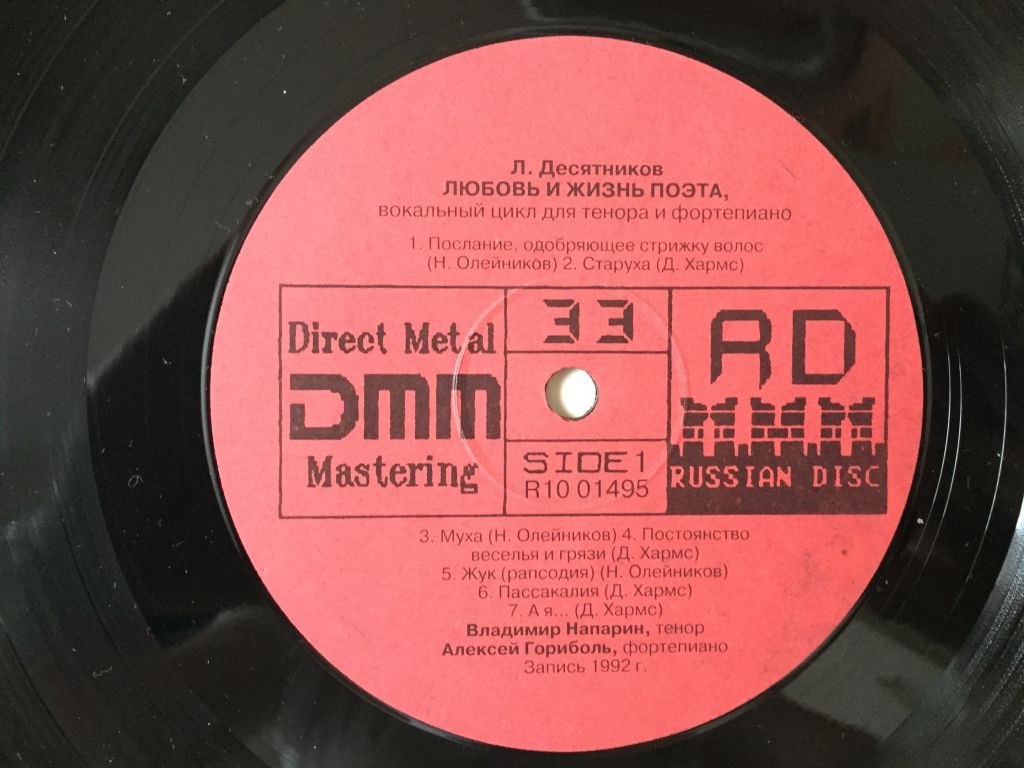 Л. Десятников
ЛЮБОВЬ И ЖИЗНЬ ПОЭТА,
вокальный цикл для тенора и фортепиано
1. Послание, одобряющее стрижку волос
(Н. Олейников) 2. Старуха (Д. Хармс)
Direct Metal
DMM
Mastering
33
SIDE 1
R10 01495
RD
RUSSIAN DISC
3. Муха (Н. Олейников) 4. Постоянство
веселья и грязи (Д. Хармс)
5. Жук (рапсодия) (Н. Олейников)
6. Пассакалия (Д. Хармс)
7. А я... (Д. Хармс)
Владимир Напарин, тенор
Алексей Гориболь, фортепиано
Запись 1992 г.